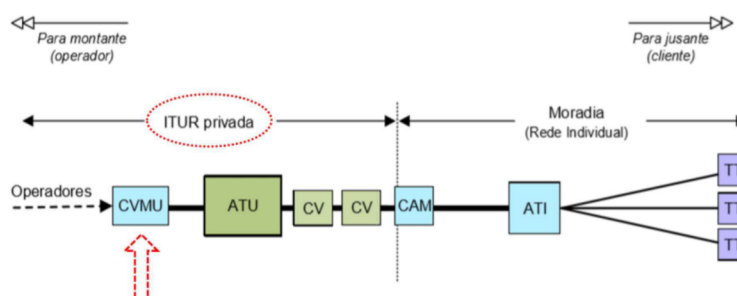 Para montante
(operador)
Para jusante
(cliente)
ITUR privada
Moradia
(Rede Individual)
Operadores
CVMU
ATU
CV
CV
CAM
ATI